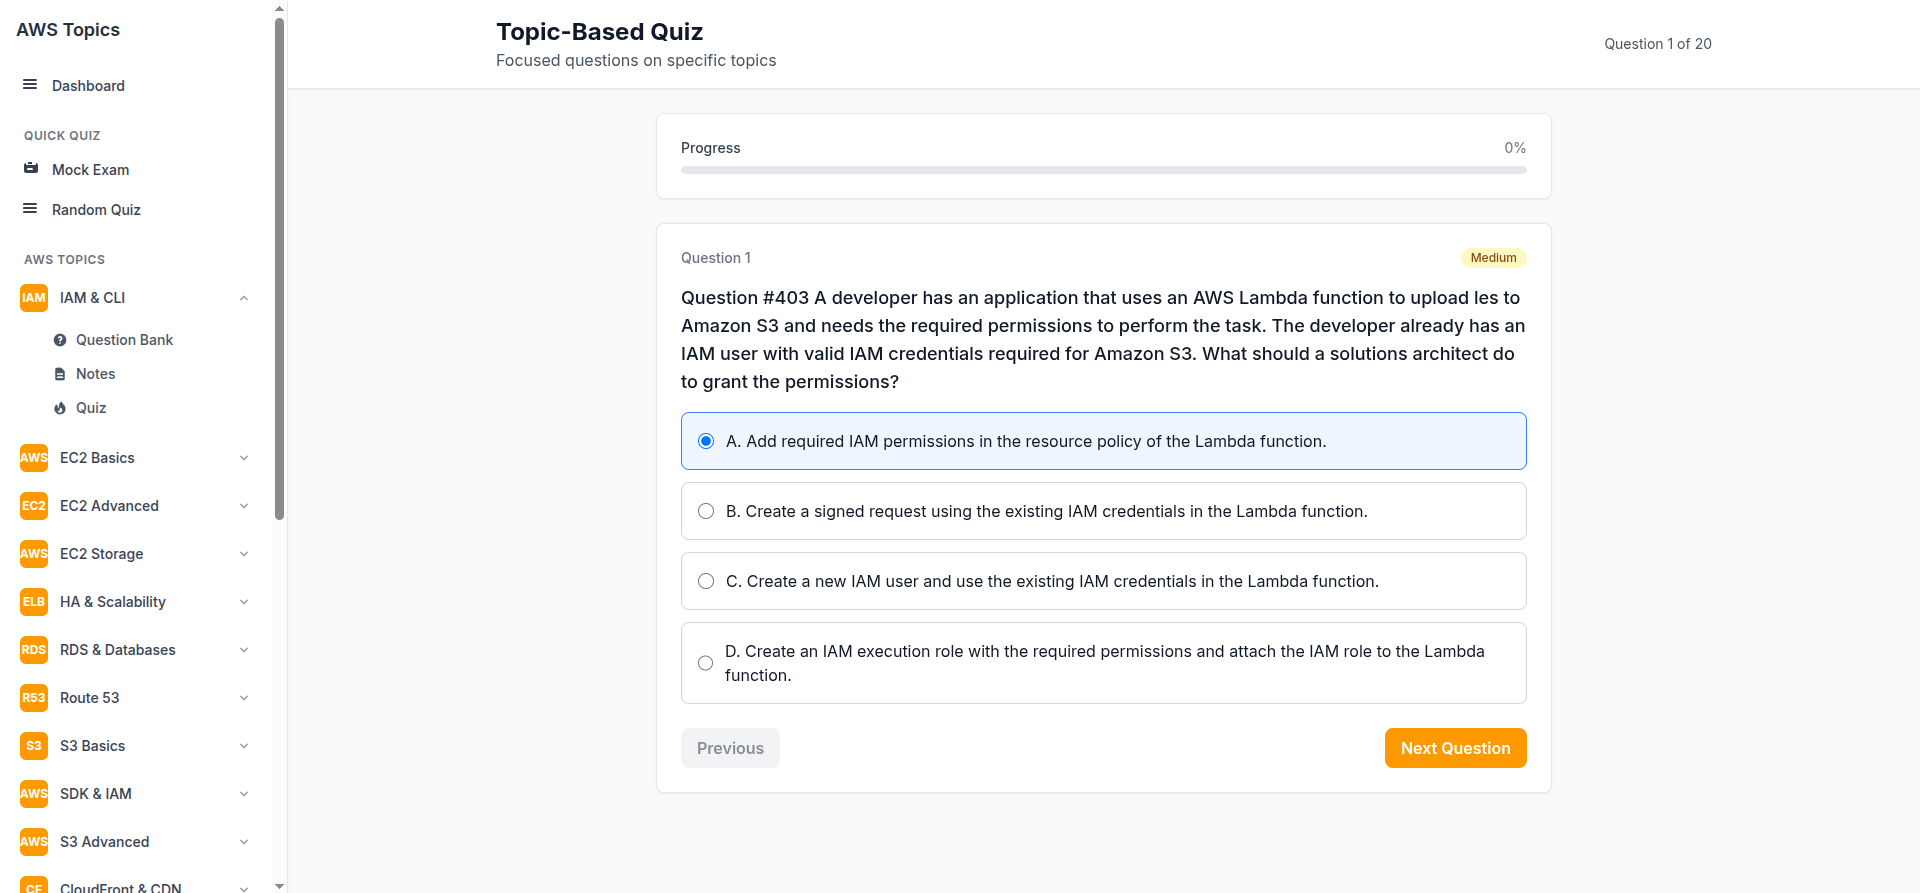 AWS Topics
Dashboard
QUICK QUIZ
Mock Exam
Random Quiz
AWS TOPICS
IAM IAM & CLI
Question Bank
Notes
Quiz
AWS EC2 Basics
EC2 EC2 Advanced
AWS EC2 Storage
ELB HA & Scalability
RDS RDS & Databases
R53 Route 53
S3 S3 Basics
AWS SDK & IAM
AWS S3 Advanced
CF CloudFront & CDN
Topic-Based Quiz
Focused questions on specific topics
Question 1 of 20
Progress
0%
Question 1
Medium
Question #403 A developer has an application that uses an AWS Lambda function to upload les to
Amazon S3 and needs the required permissions to perform the task. The developer already has an
IAM user with valid IAM credentials required for Amazon S3. What should a solutions architect do
to grant the permissions?
A. Add required IAM permissions in the resource policy of the Lambda function.
B. Create a signed request using the existing IAM credentials in the Lambda function.
C. Create a new IAM user and use the existing IAM credentials in the Lambda function.
D. Create an IAM execution role with the required permissions and attach the IAM role to the Lambda
function.
Previous
Next Question